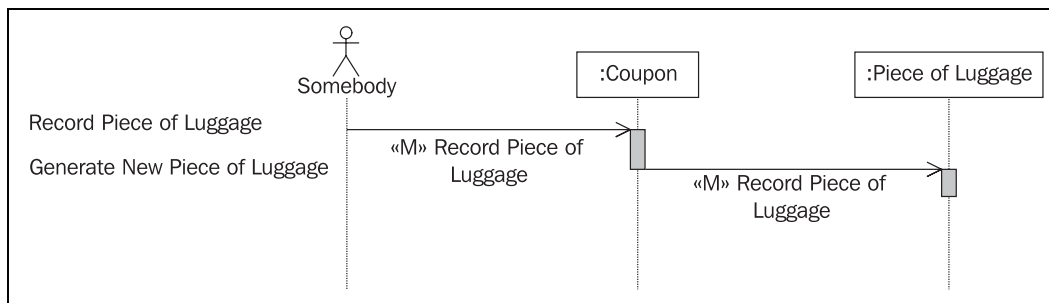 Somebody
:Coupon
:Piece of Luggage
Record Piece of Luggage
«M» Record Piece of
Luggage
Generate New Piece of Luggage
«M» Record Piece of
Luggage